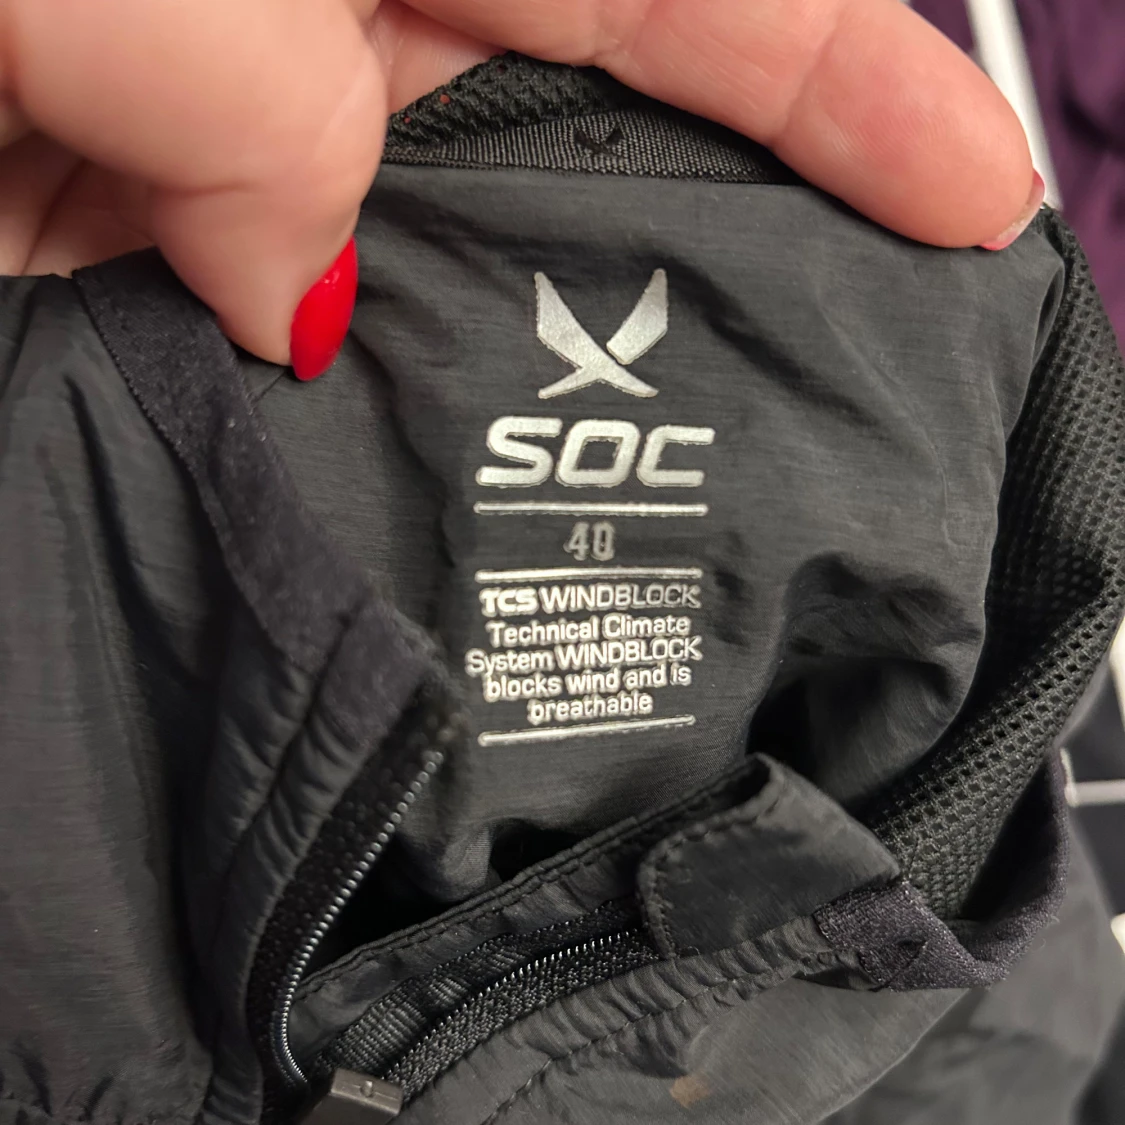 SOC
40
TCS WINDBLOCK
Technical Climate
System WINDBLOCK
blocks wind and is
breathable